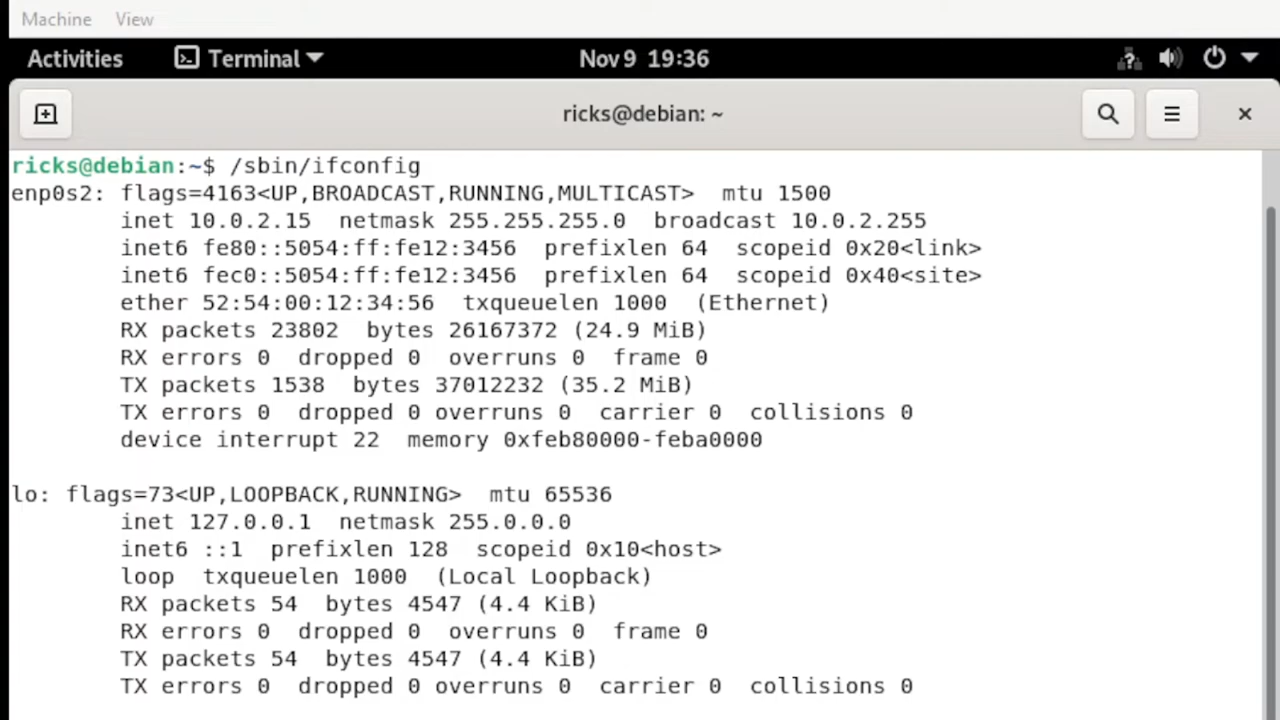 Machine View
Activities Terminal Nov 9 19:36
ricks@debian: ~
ricks@debian:~$ /sbin/ifconfig
enp0s2: flags=4163<UP,BROADCAST,RUNNING,MULTICAST>  mtu 1500
        inet 10.0.2.15  netmask 255.255.255.0  broadcast 10.0.2.255
        inet6 fe80::5054:ff:fe12:3456  prefixlen 64  scopeid 0x20<link>
        inet6 fec0::5054:ff:fe12:3456  prefixlen 64  scopeid 0x40<site>
        ether 52:54:00:12:34:56  txqueuelen 1000  (Ethernet)
        RX packets 23802  bytes 26167372 (24.9 MiB)
        RX errors 0  dropped 0  overruns 0  frame 0
        TX packets 1538  bytes 37012232 (35.2 MiB)
        TX errors 0  dropped 0 overruns 0  carrier 0  collisions 0
        device interrupt 22  memory 0xfeb80000-feba0000
lo: flags=73<UP,LOOPBACK,RUNNING>  mtu 65536
        inet 127.0.0.1  netmask 255.0.0.0
        inet6 ::1  prefixlen 128  scopeid 0x10<host>
        loop  txqueuelen 1000  (Local Loopback)
        RX packets 54  bytes 4547 (4.4 KiB)
        RX errors 0  dropped 0  overruns 0  frame 0
        TX packets 54  bytes 4547 (4.4 KiB)
        TX errors 0  dropped 0 overruns 0  carrier 0  collisions 0